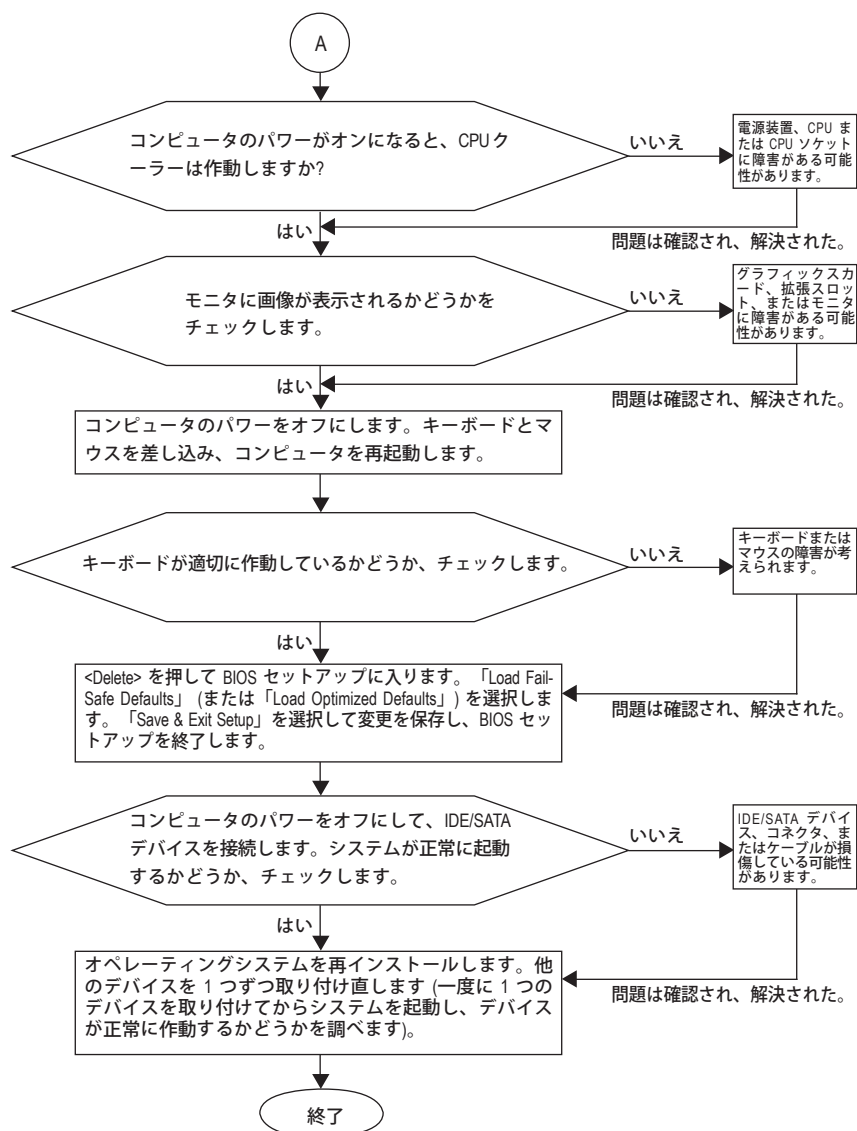 A
コンピュータのパワーがオンになると、CPUク
ーラーは作動しますか?
いいえ
電源装置、CPU ま
たは CPU ソケット
に障害がある可能
性があります。
はい
問題は確認され、解決された。
モニタに画像が表示されるかどうかを
チェックします。
いいえ
グラフィックスカ
ード、拡張スロッ
ト、またはモニタ
に障害がある可能
性があります。
はい
問題は確認され、解決された。
コンピュータのパワーをオフにします。キーボードとマ
ウスを差し込み、コンピュータを再起動します。
キーボードが適切に作動しているかどうか、チェックします。
いいえ
キーボードまたは
マウスの障害が考
えられます。
はい
<Delete> を押して BIOS セットアップに入ります。「Load Fail-
Safe Defaults」 (または「Load Optimized Defaults」) を選択しま
す。「Save & Exit Setup」を選択して変更を保存し、BIOS セッ
トアップを終了します。
問題は確認され、解決された。
コンピュータのパワーをオフにして、IDE/SATA
デバイスを接続します。システムが正常に起動
するかどうか、チェックします。
いいえ
IDE/SATA デバイ
ス、コネクタ、ま
たはケーブルが損
傷している可能性
があります。
はい
オペレーティングシステムを再インストールします。他
のデバイスを 1 つずつ取り付け直します (一度に 1 つの
デバイスを取り付けてからシステムを起動し、デバイス
が正常に作動するかどうかを調べます)。
問題は確認され、解決された。
終了